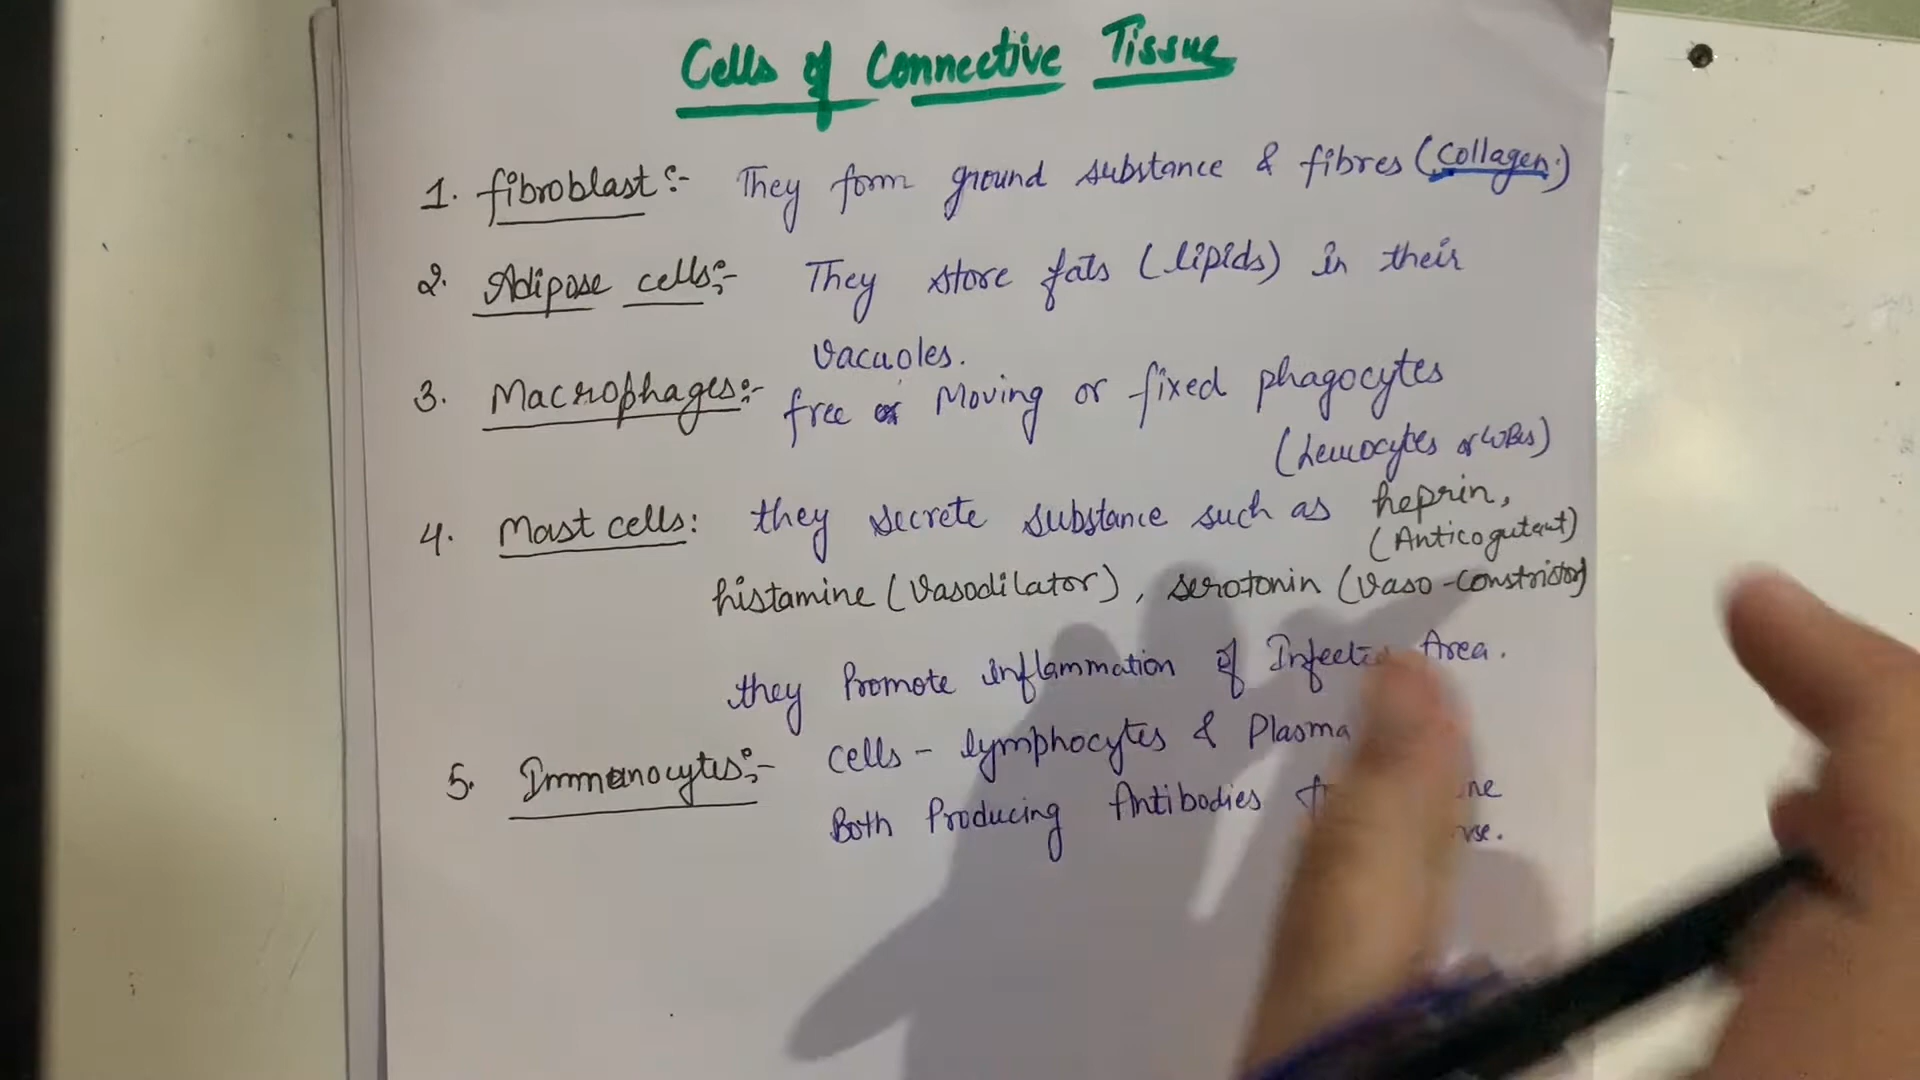 Cells of Connective Tissue
1. fibroblast :- They form ground substance & fibres (Collagen.)
2. Adipose cells:- They store fats (lipids) in their
vacuoles.
3. Macrophages:- free or Moving or fixed phagocytes
(Leucocytes or WBCs)
4. Mast cells: they secrete substance such as heprin,
(Anticogutant)
histamine (Vasodilator), serotonin (Vaso-Constrictor)
they Promote inflammation of Infected Area.
5. Immunocytes:- Cells - lymphocytes & Plasma
Both Producing Antibodies